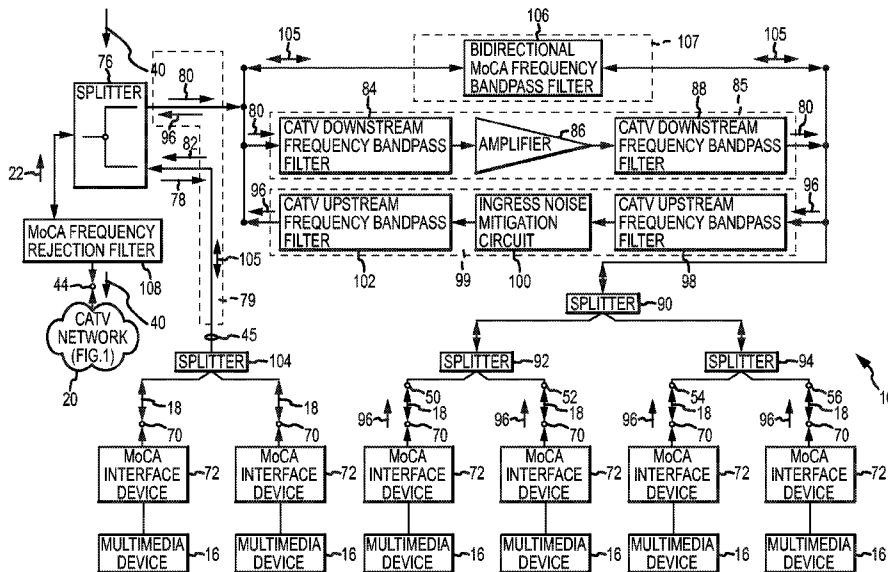 106
105
BIDIRECTIONAL
MoCA FREQUENCY
BANDPASS FILTER
107
105
76
40
SPLITTER
80
96
82
78
22
84
80
CATV DOWNSTREAM
FREQUENCY BANDPASS
FILTER
AMPLIFIER
86
88
85
80
CATV DOWNSTREAM
FREQUENCY BANDPASS
FILTER
96
CATV UPSTREAM
FREQUENCY BANDPASS
FILTER
102
99
INGRESS NOISE
MITIGATION
CIRCUIT
100
CATV UPSTREAM
FREQUENCY BANDPASS
FILTER
98
96
MoCA FREQUENCY
REJECTION FILTER
108
44
40
CATV
NETWORK
(FIG.1)
20
105
79
45
SPLITTER
104
SPLITTER
90
SPLITTER
92
SPLITTER
94
18
18
96
50
18
96
52
18
96
54
18
96
56
18
70
70
70
70
70
70
MoCA
INTERFACE
DEVICE
72
MoCA
INTERFACE
DEVICE
72
MoCA
INTERFACE
DEVICE
72
MoCA
INTERFACE
DEVICE
72
MoCA
INTERFACE
DEVICE
72
MoCA
INTERFACE
DEVICE
72
MULTIMEDIA DEVICE
16
MULTIMEDIA DEVICE
16
MULTIMEDIA DEVICE
16
MULTIMEDIA DEVICE
16
MULTIMEDIA DEVICE
16
MULTIMEDIA DEVICE
16